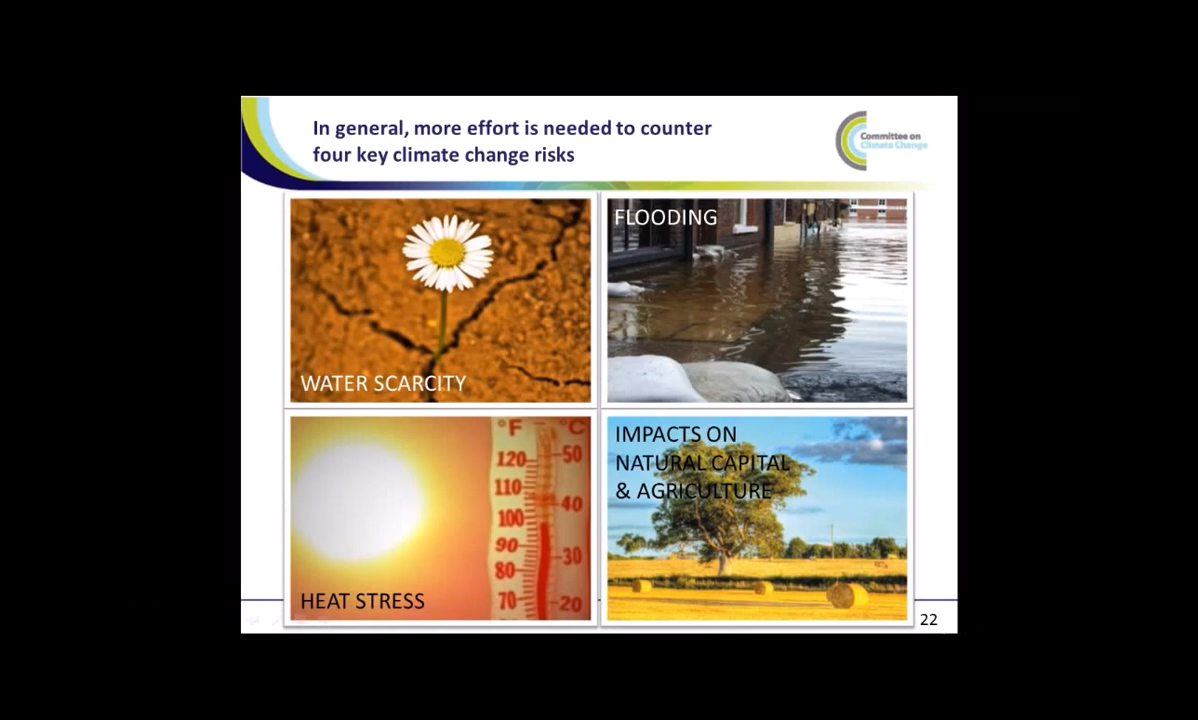 In general, more effort is needed to counter
four key climate change risks
Committee on
Climate Change
WATER SCARCITY
FLOODING
HEAT STRESS
°F
°C
120
50
110
100
40
90
30
80
70
20
IMPACTS ON
NATURAL CAPITAL
& AGRICULTURE
22